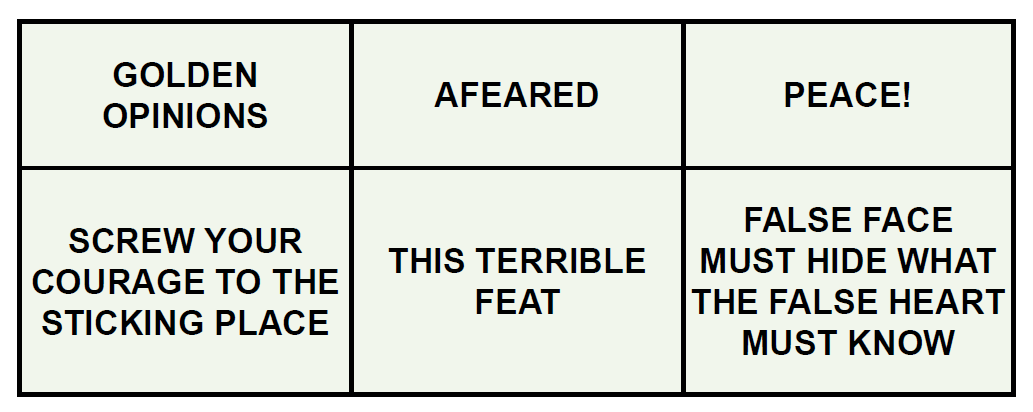 GOLDEN
OPINIONS
AFEARED
PEACE!
SCREW YOUR
COURAGE TO THE
STICKING PLACE
THIS TERRIBLE
FEAT
FALSE FACE
MUST HIDE WHAT
THE FALSE HEART
MUST KNOW